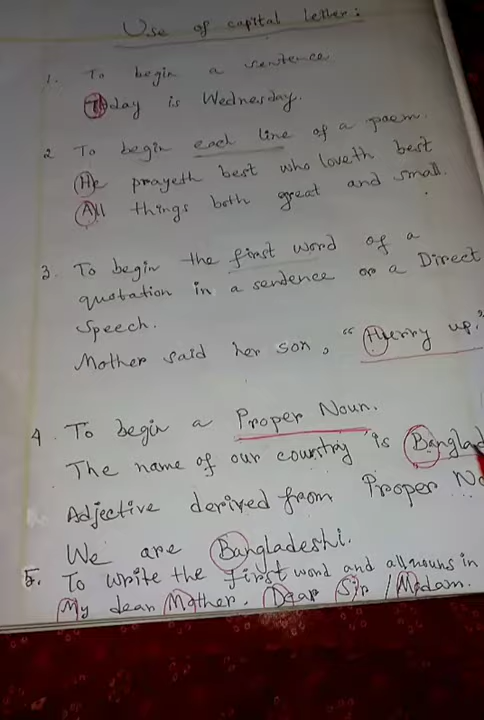 Use of capital letter:
1. To begin a sentence
Today is Wednesday.
2 To begin each line of a poem.
He prayeth best who loveth best
All things both great and small.
3. To begin the first word of a
quotation in a sentence or a Direct
Speech.
Mother said her son, "Hurry up."
4. To begin a Proper Noun.
The name of our country is Banglad
Adjective derived from Proper No
We are Bangladeshi.
5. To write the first word and all nouns in
My dear Mother. Dear Sir / Madam.